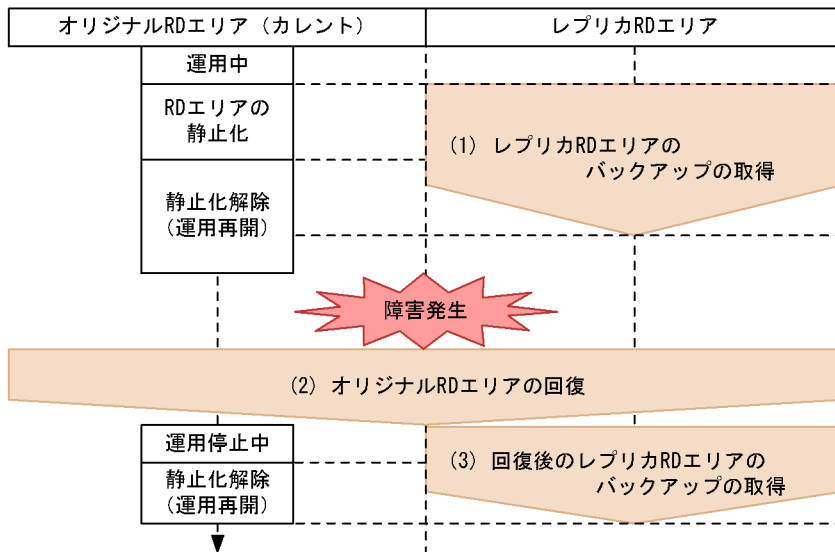 オリジナルRDエリア（カレント）
レプリカRDエリア
運用中
RDエリアの
静止化
(1) レプリカRDエリアの
バックアップの取得
静止化解除
(運用再開)
障害発生
(2) オリジナルRDエリアの回復
運用停止中
(3) 回復後のレプリカRDエリアの
バックアップの取得
静止化解除
(運用再開)